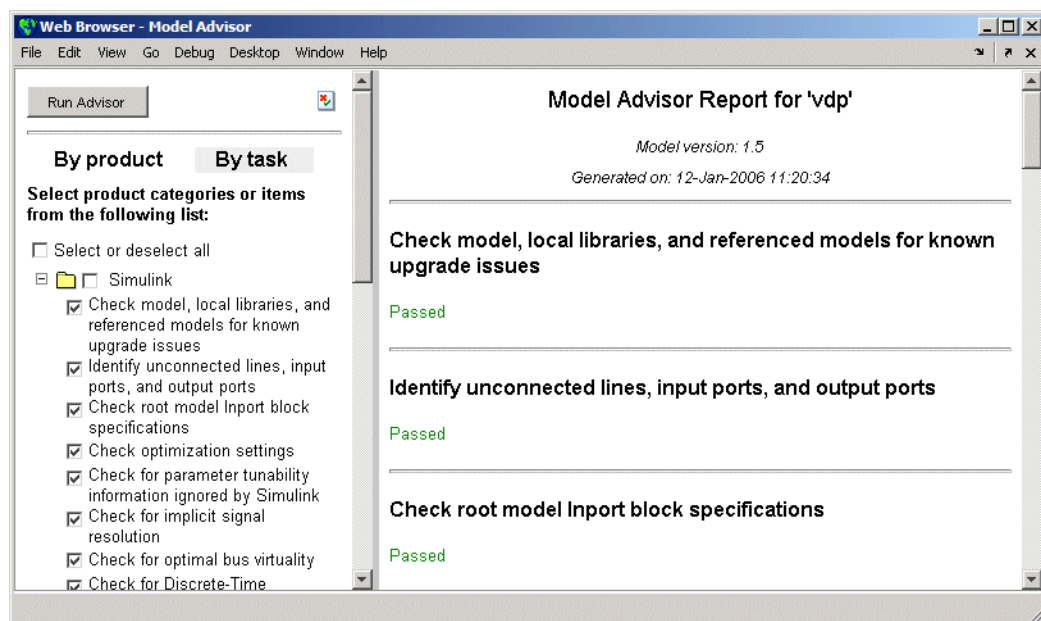 Web Browser - Model Advisor
File Edit View Go Debug Desktop Window Help
Run Advisor
By product By task
Select product categories or items
from the following list:
Select or deselect all
Simulink
Check model, local libraries, and
referenced models for known
upgrade issues
Identify unconnected lines, input
ports, and output ports
Check root model Inport block
specifications
Check optimization settings
Check for parameter tunability
information ignored by Simulink
Check for implicit signal
resolution
Check for optimal bus virtuality
Check for Discrete-Time
Model Advisor Report for 'vdp'
Model version: 1.5
Generated on: 12-Jan-2006 11:20:34
Check model, local libraries, and referenced models for known
upgrade issues
Passed
Identify unconnected lines, input ports, and output ports
Passed
Check root model Inport block specifications
Passed